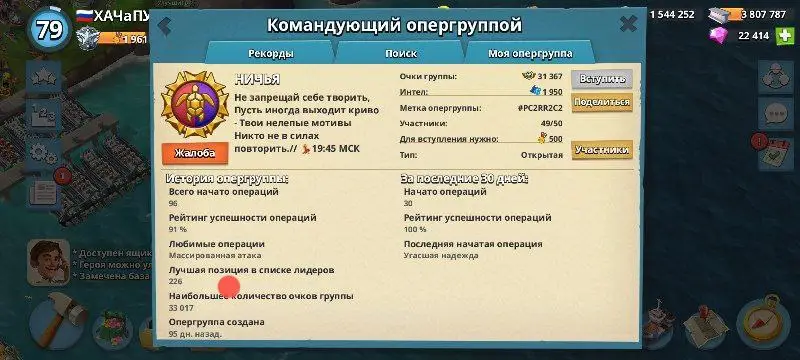 79
ХАЧаПУ
1 961
Командующий опергруппой
1 544 252
3 807 787
22 414
Рекорды
Поиск
Моя опергруппа
НИЧЬЯ
Не запрещай себе творить,
Пусть иногда выходит криво
- Твои нелепые мотивы
Никто не в силах
повторить.// 19:45 МСК
Жалоба
Очки группы: 31 367
Интел: 1 950
Метка опергруппы: #PC2RR2C2
Участники: 49/50
Для вступления нужно: 500
Тип: Открытая
Вступить
Поделиться
Участники
История опергруппы:
Всего начато операций
96
Рейтинг успешности операций
91 %
Любимые операции
Массированная атака
Лучшая позиция в списке лидеров
226
Наибольшее количество очков группы
33 017
Опергруппа создана
95 дн. назад.
За последние 30 дней:
Начато операций
30
Рейтинг успешности операций
100 %
Последняя начатая операция
Угасшая надежда
1
1
* Доступен ящик
* Героя можно ул
* Замечена база